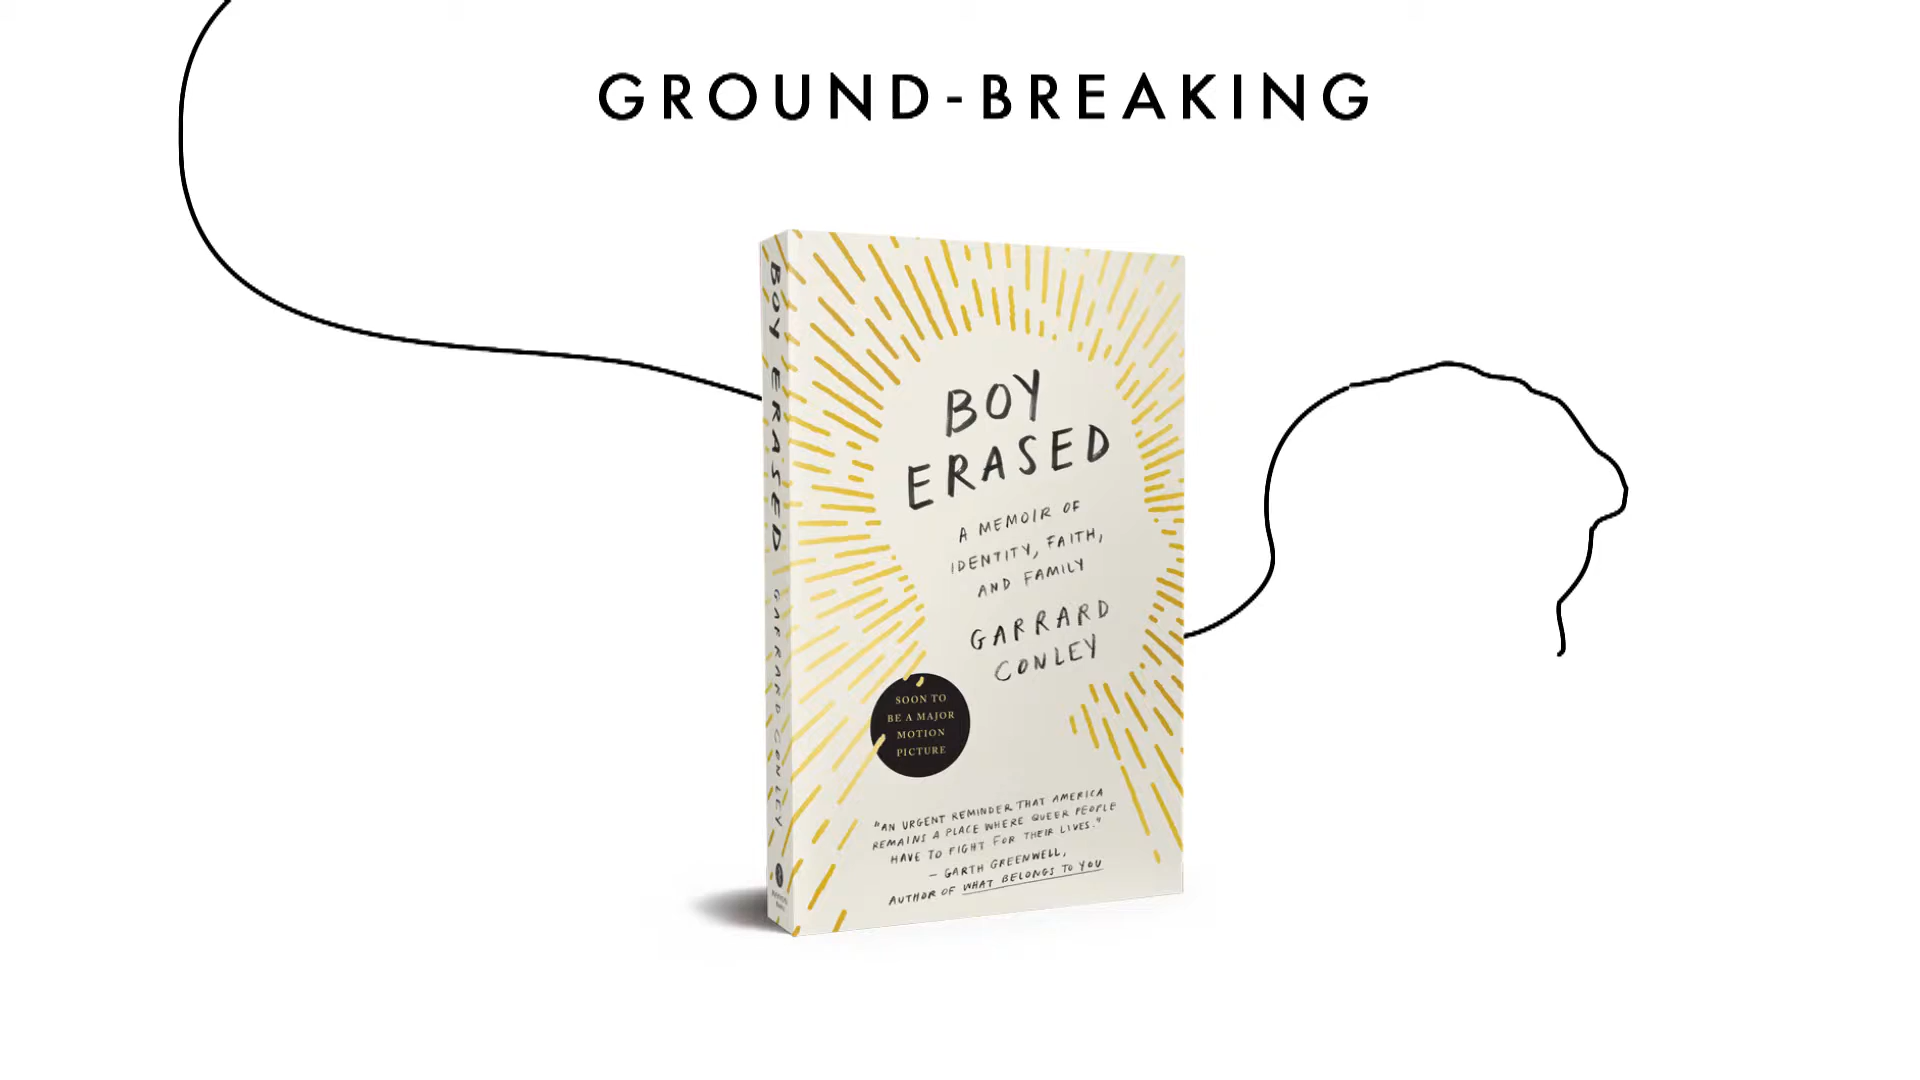 GROUND-BREAKING
BOY ERASED GARRARD CONLEY
BOY
ERASED
A MEMOIR OF
IDENTITY, FAITH,
AND FAMILY
GARRARD
CONLEY
SOON TO
BE A MAJOR
MOTION
PICTURE
"AN URGENT REMINDER THAT AMERICA
REMAINS A PLACE WHERE QUEER PEOPLE
HAVE TO FIGHT FOR THEIR LIVES."
— GARTH GREENWELL,
AUTHOR OF WHAT BELONGS TO YOU